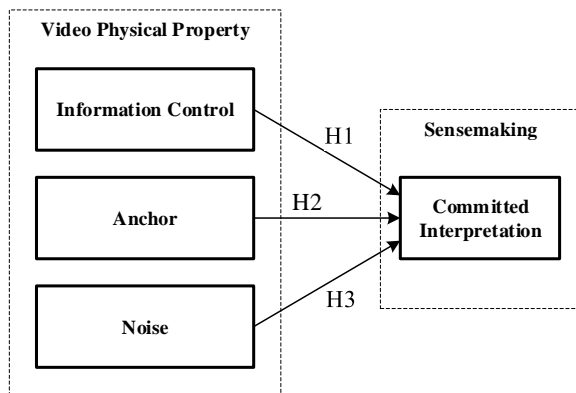 Video Physical Property
Information Control
Sensemaking
H1
Anchor
H2
Committed
Interpretation
H3
Noise